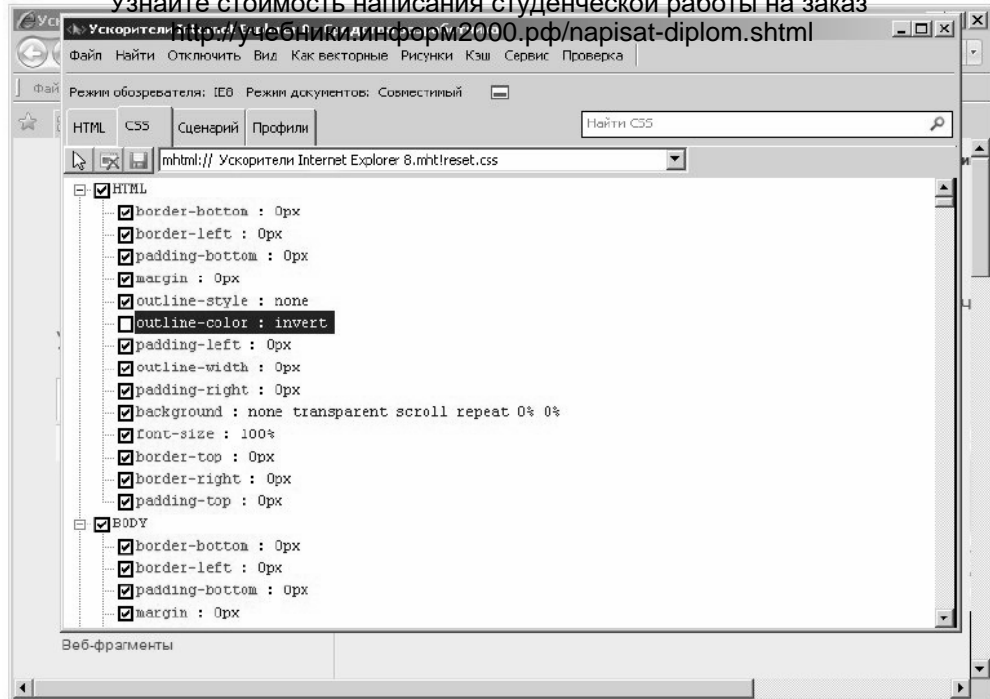 Узнайте стоимость написания студенческой работы на заказ
http://учебники.информ2000.рф/napisat-diplom.shtml
Файл Найти Отключить Вид Как векторные Рисунки Кэш Сервис Проверка
Режим обозревателя: IE8 Режим документов: Совместимый
HTML CSS Сценарий Профили Найти CSS
mhtml:// Ускорители Internet Explorer 8.mht!reset.css
HTML
border-bottom : 0px
border-left : 0px
padding-bottom : 0px
margin : 0px
outline-style : none
outline-color : invert
padding-left : 0px
outline-width : 0px
padding-right : 0px
background : none transparent scroll repeat 0% 0%
font-size : 100%
border-top : 0px
border-right : 0px
padding-top : 0px
BODY
border-bottom : 0px
border-left : 0px
padding-bottom : 0px
margin : 0px
Веб-фрагменты